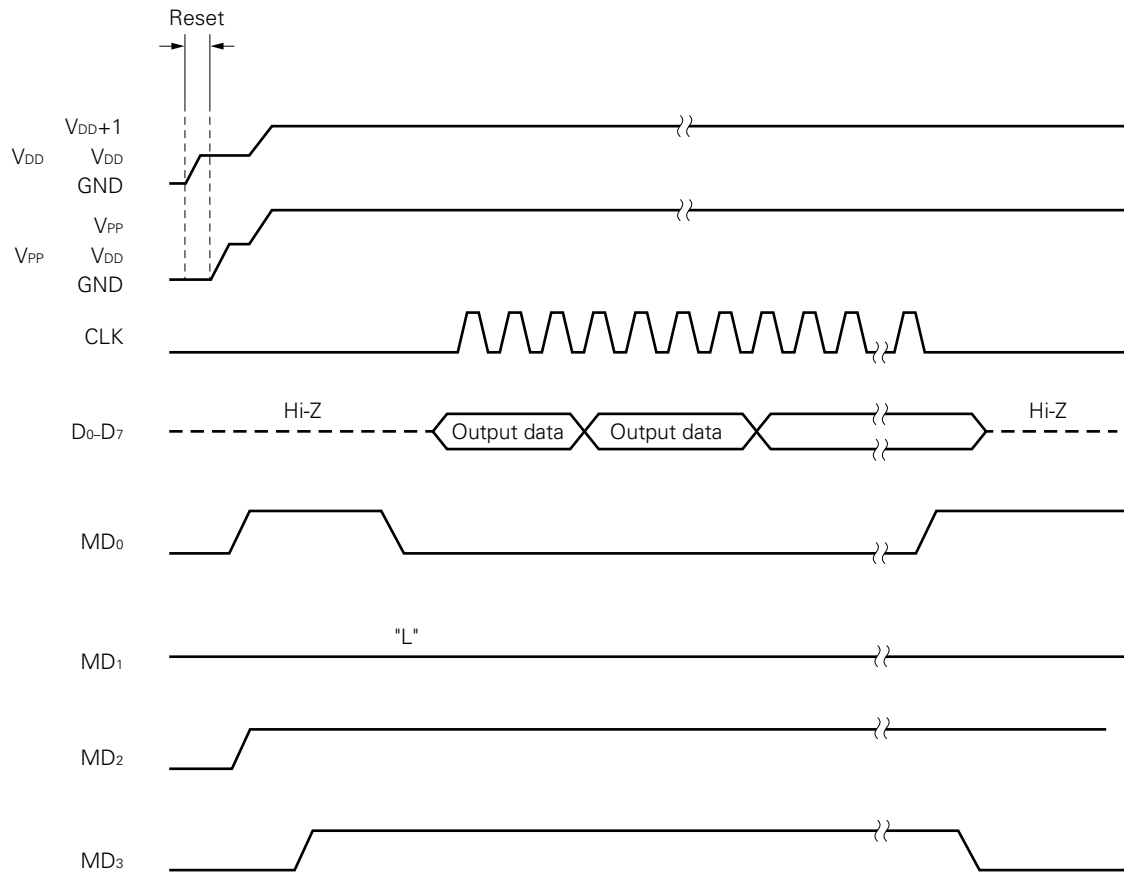 Reset
VDD+1
VDD VDD
GND
VPP
VPP VDD
GND
CLK
Hi-Z Hi-Z
D0–D7 Output data Output data
MD0
"L"
MD1
MD2
MD3